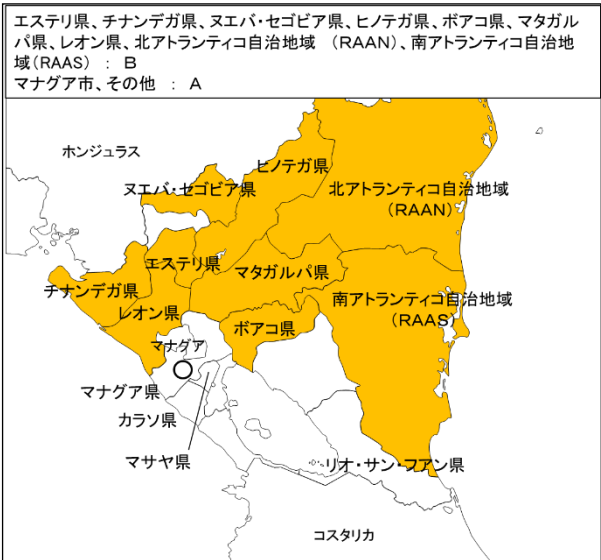 エステリ県、チナンデガ県、ヌエバ・セゴビア県、ヒノテガ県、ボアコ県、マタガル
パ県、レオン県、北アトランティコ自治地域 (RAAN)、南アトランティコ自治地
域(RAAS) : B
マナグア市、その他 : A
ホンジュラス
ヒノテガ県
ヌエバ・セゴビア県
北アトランティコ自治地域
(RAAN)
エステリ県
マタガルパ県
チナンデガ県
南アトランティコ自治地域
(RAAS)
レオン県
ボアコ県
マナグア
マナグア県
カラソ県
マサヤ県
リオ・サン・フアン県
コスタリカ